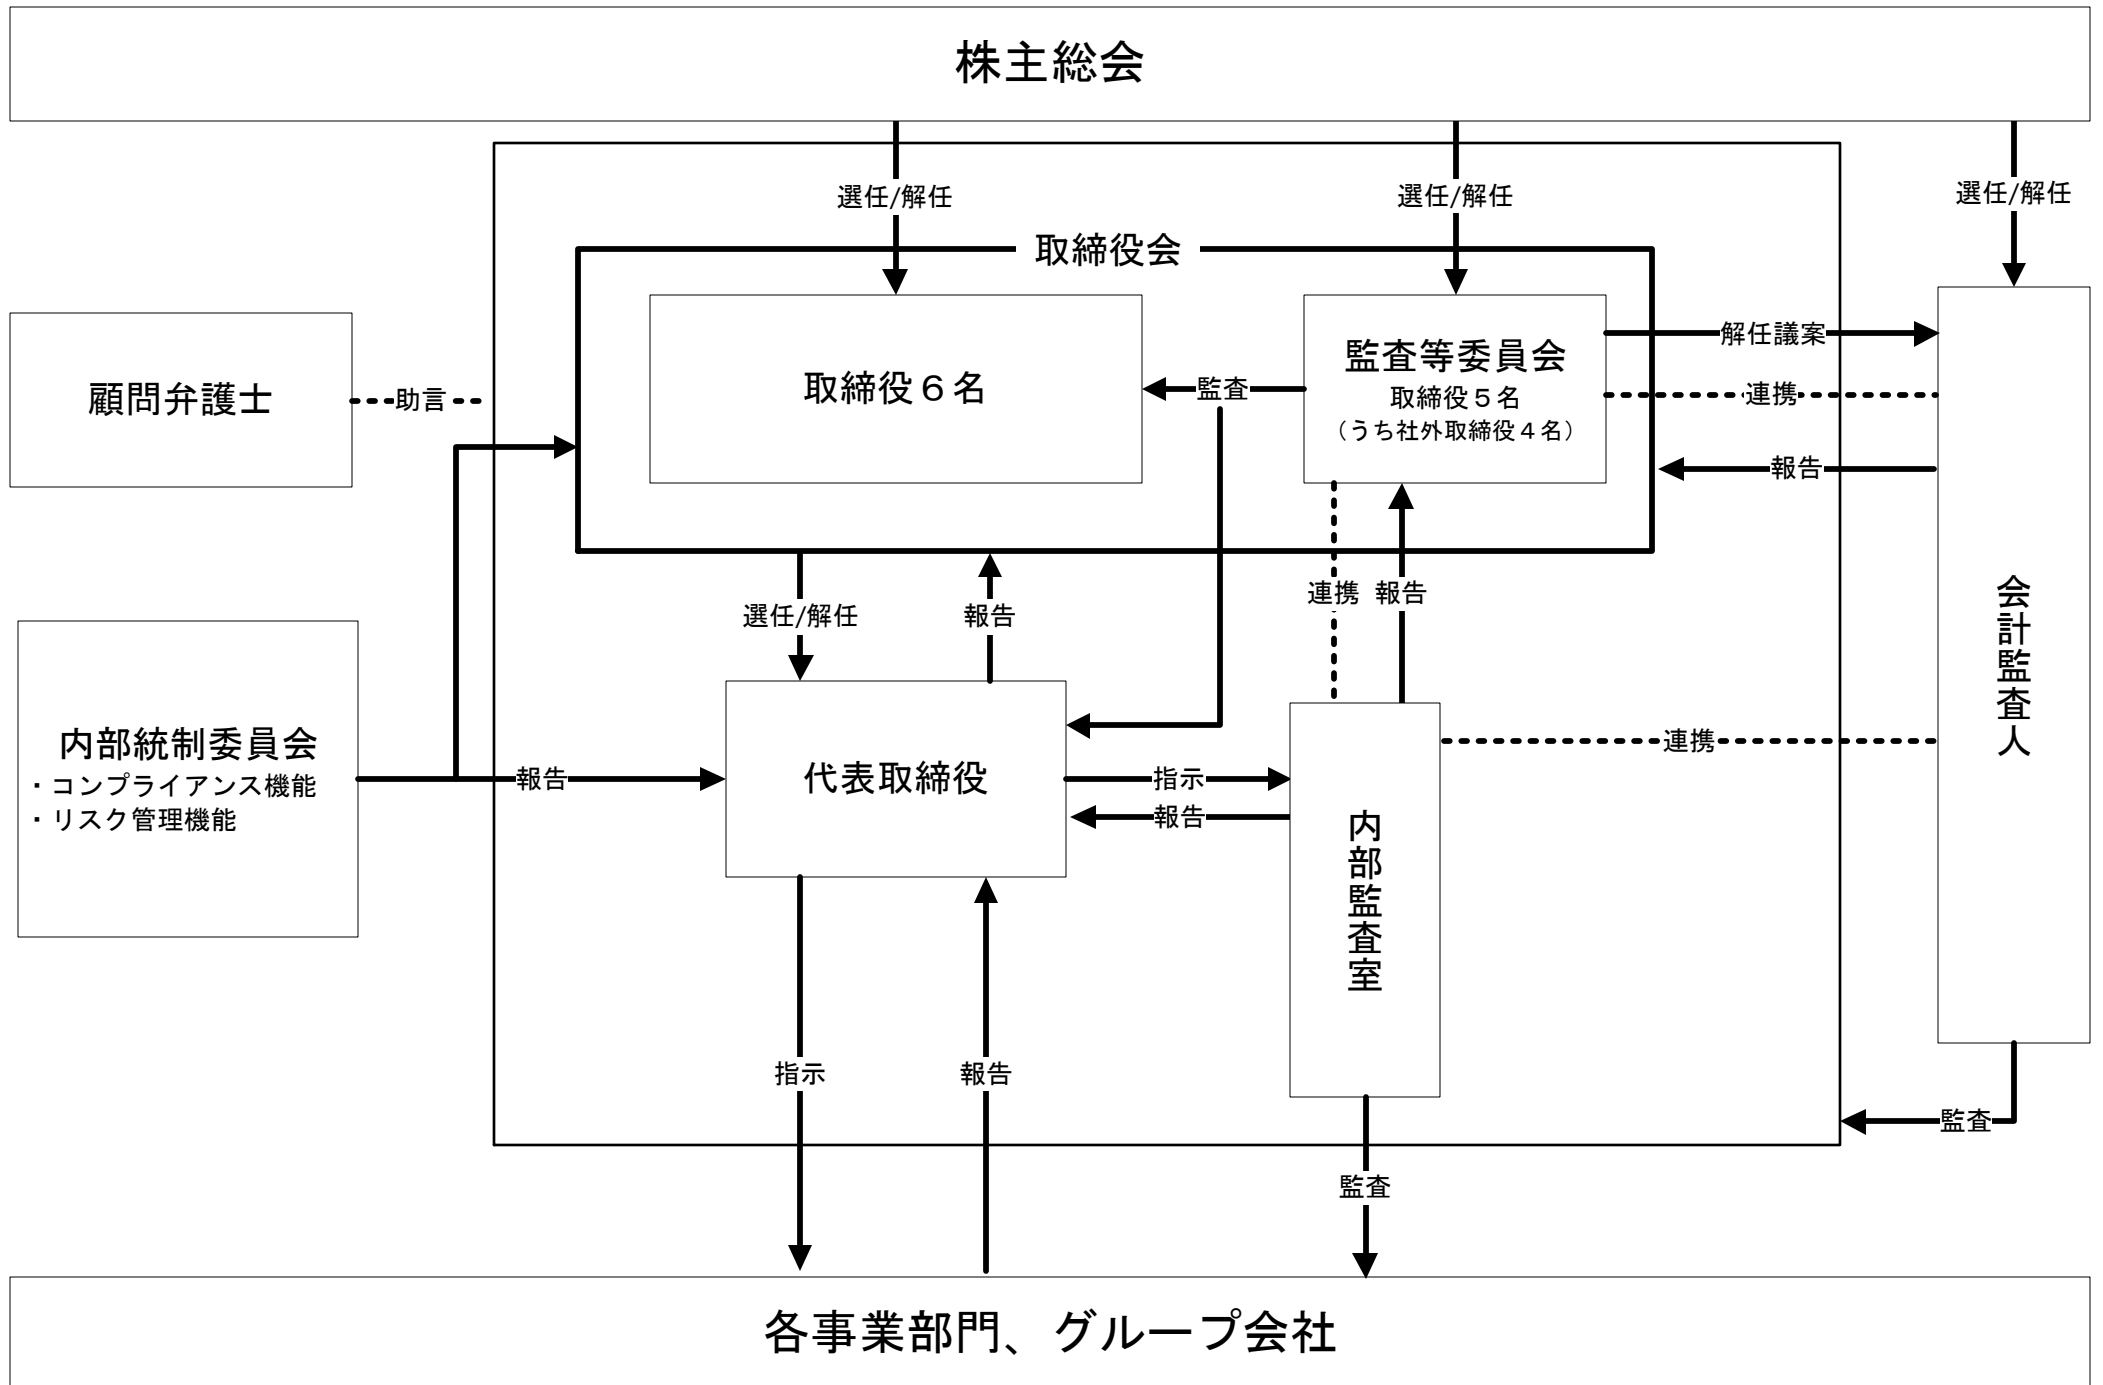 株主総会
選任/解任
選任/解任
選任/解任
取締役会
顧問弁護士
助言
取締役６名
監査
監査等委員会
取締役５名
（うち社外取締役４名）
解任議案
連携
報告
選任/解任
報告
連携
報告
会計監査人
内部統制委員会
・コンプライアンス機能
・リスク管理機能
報告
代表取締役
指示
報告
連携
内部監査室
指示
報告
監査
監査
各事業部門、グループ会社